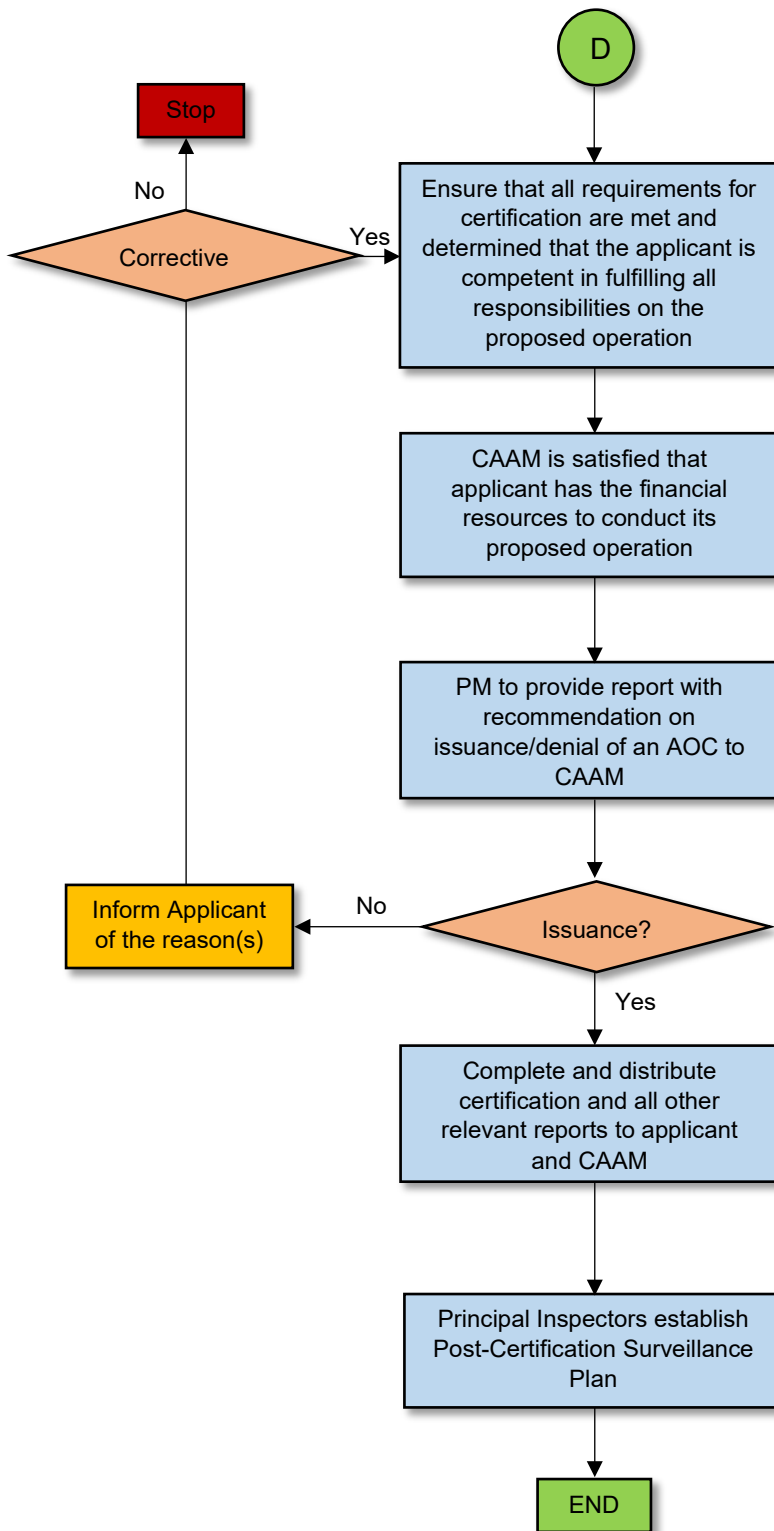 D
Stop
No
Corrective
Yes
Ensure that all requirements for
certification are met and
determined that the applicant is
competent in fulfilling all
responsibilities on the
proposed operation
CAAM is satisfied that
applicant has the financial
resources to conduct its
proposed operation
PM to provide report with
recommendation on
issuance/denial of an AOC to
CAAM
Inform Applicant
of the reason(s)
No
Issuance?
Yes
Complete and distribute
certification and all other
relevant reports to applicant
and CAAM
Principal Inspectors establish
Post-Certification Surveillance
Plan
END